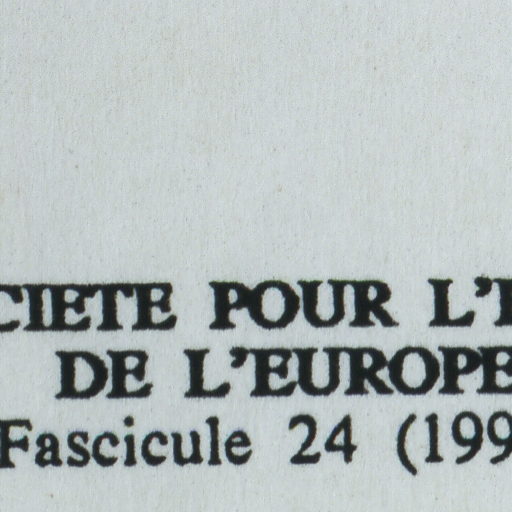 CIETE POUR L'E
DE L'EUROPE
Fascicule 24 (199